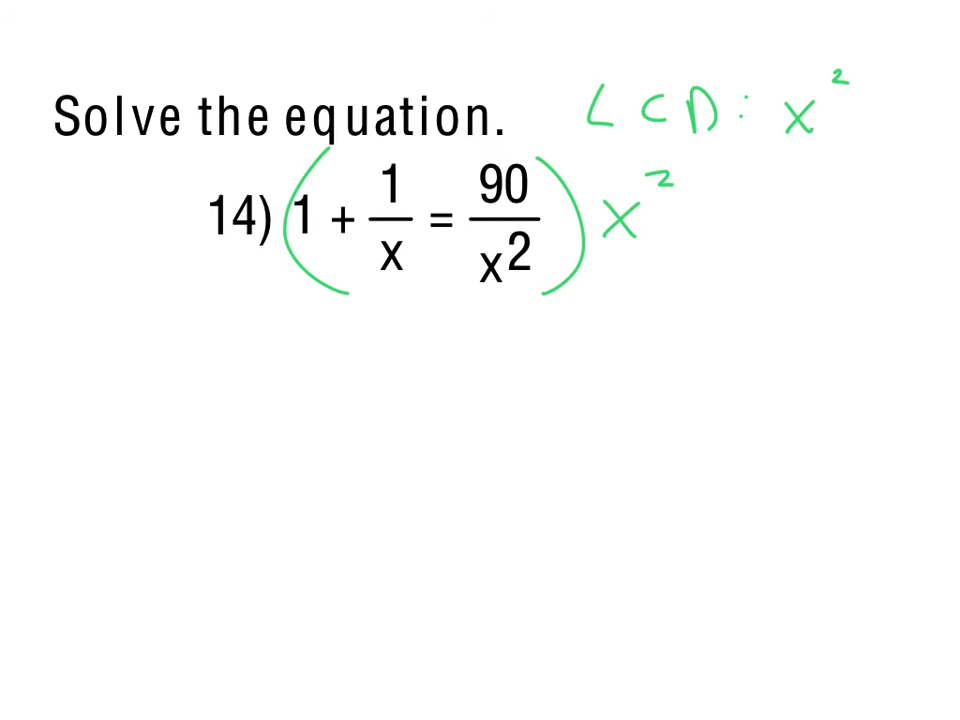 Solve the equation. LCD: x²
14) (1 + 1/x = 90/x²) x²